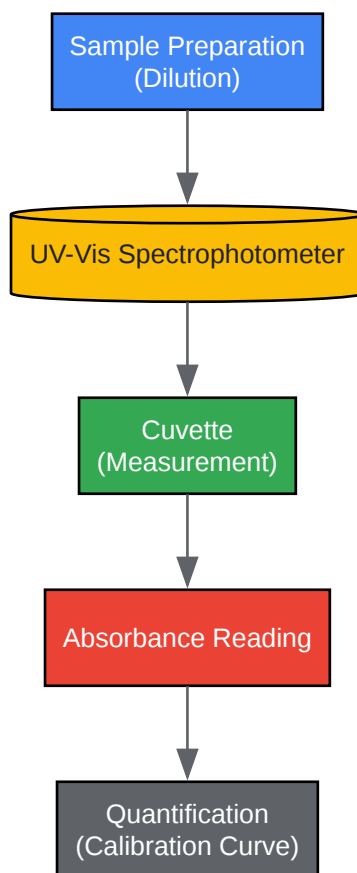 Sample Preparation
(Dilution)
UV-Vis Spectrophotometer
Cuvette
(Measurement)
Absorbance Reading
Quantification
(Calibration Curve)